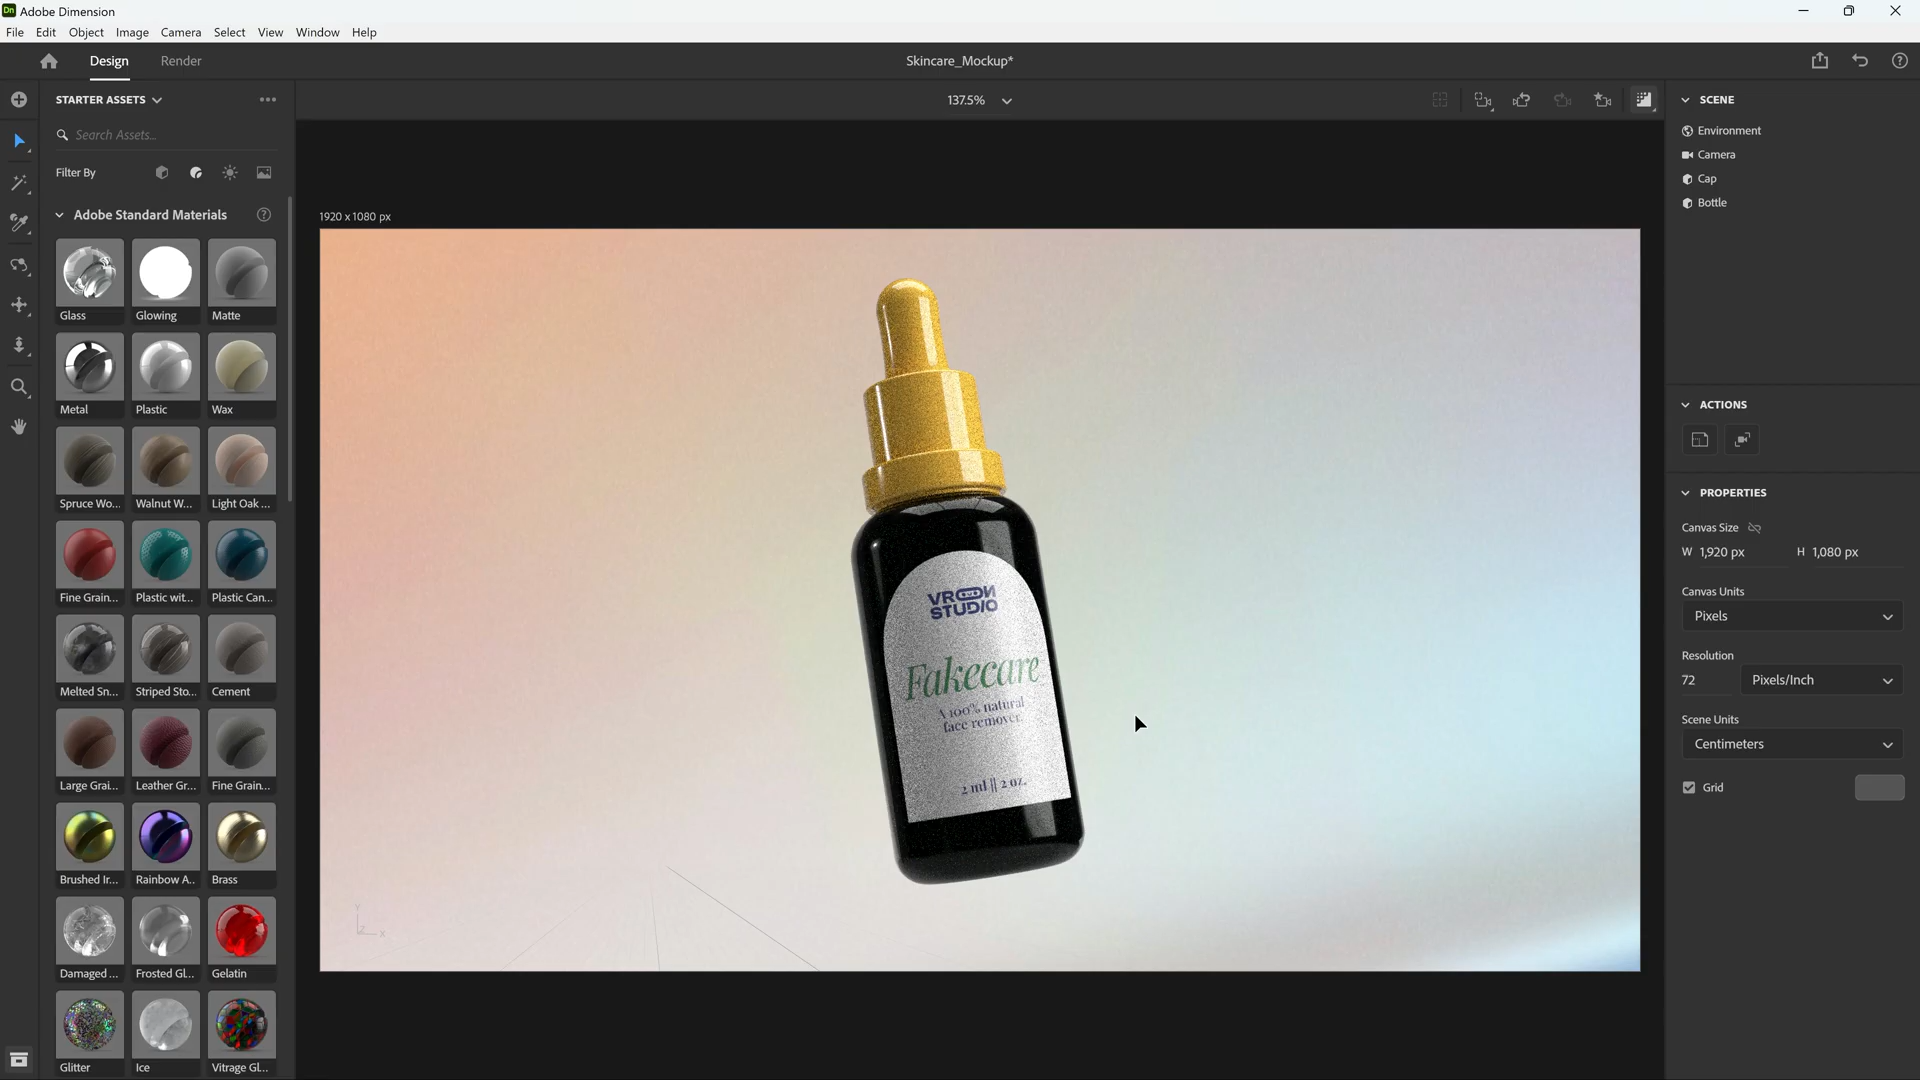 Dn Adobe Dimension
File Edit Object Image Camera Select View Window Help
Design Render
Skincare_Mockup*
STARTER ASSETS
Search Assets...
Filter By
Adobe Standard Materials
Glass Glowing Matte
Metal Plastic Wax
Spruce Wo... Walnut W... Light Oak ...
Fine Grain... Plastic wit... Plastic Can...
Melted Sn... Striped Sto... Cement
Large Grai... Leather Gr... Fine Grain...
Brushed Ir... Rainbow A.. Brass
Damaged ... Frosted Gl... Gelatin
Glitter Ice Vitrage Gl...
137.5%
1920 x 1080 px
VROON
STUDIO
Fakecare
A 100% natural
face remover.
2 ml || 2 oz.
Y
Z X
SCENE
Environment
Camera
Cap
Bottle
ACTIONS
PROPERTIES
Canvas Size
W 1,920 px H 1,080 px
Canvas Units
Pixels
Resolution
72 Pixels/Inch
Scene Units
Centimeters
Grid